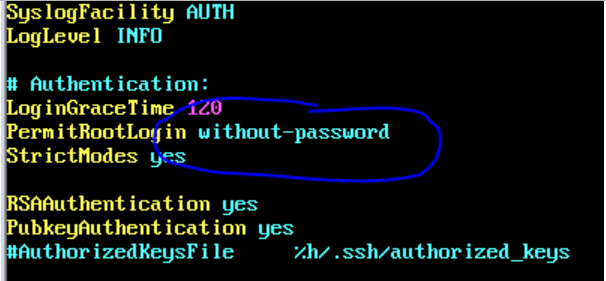 SyslogFacility AUTH
LogLevel INFO
# Authentication:
LoginGraceTime 120
PermitRootLogin without-password
StrictModes yes
RSAAuthentication yes
PubkeyAuthentication yes
#AuthorizedKeysFile %h/.ssh/authorized_keys